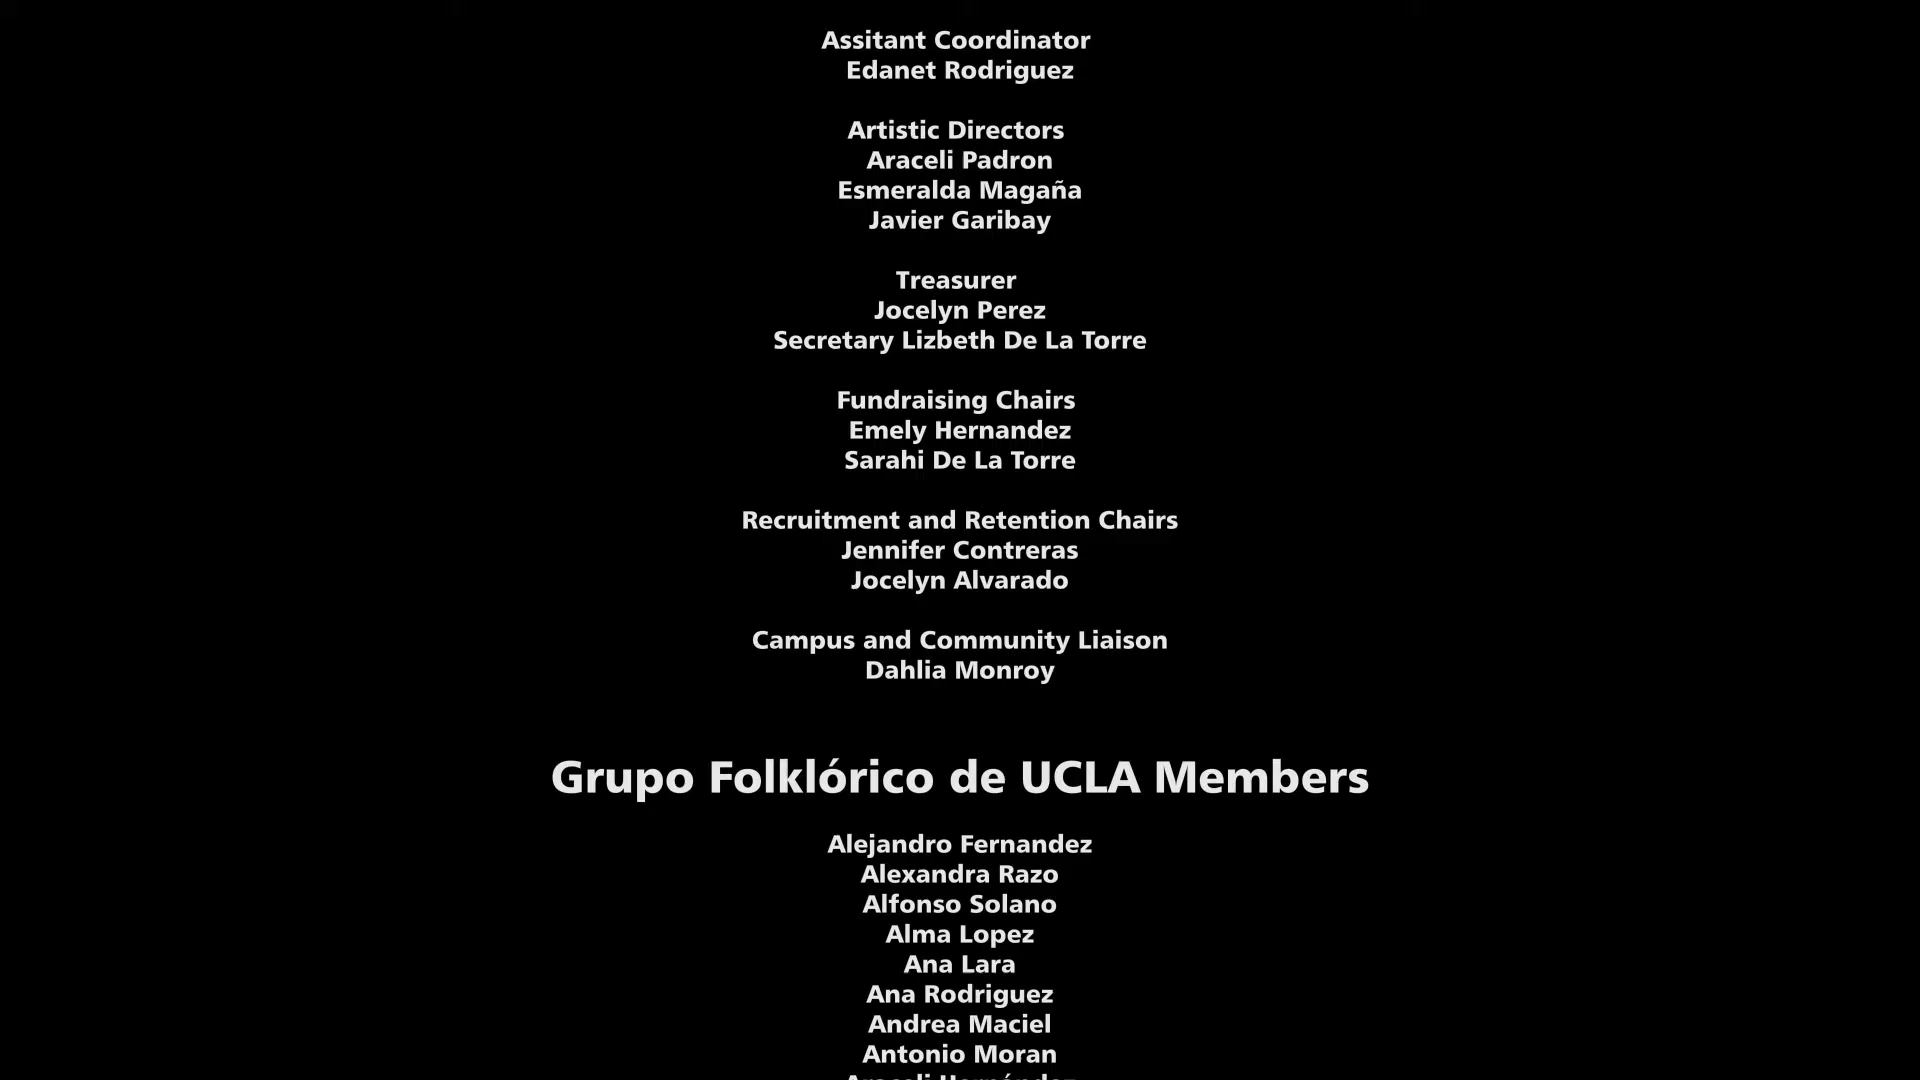 Assitant Coordinator
Edanet Rodriguez
Artistic Directors
Araceli Padron
Esmeralda Magaña
Javier Garibay
Treasurer
Jocelyn Perez
Secretary Lizbeth De La Torre
Fundraising Chairs
Emely Hernandez
Sarahi De La Torre
Recruitment and Retention Chairs
Jennifer Contreras
Jocelyn Alvarado
Campus and Community Liaison
Dahlia Monroy
Grupo Folklórico de UCLA Members
Alejandro Fernandez
Alexandra Razo
Alfonso Solano
Alma Lopez
Ana Lara
Ana Rodriguez
Andrea Maciel
Antonio Moran